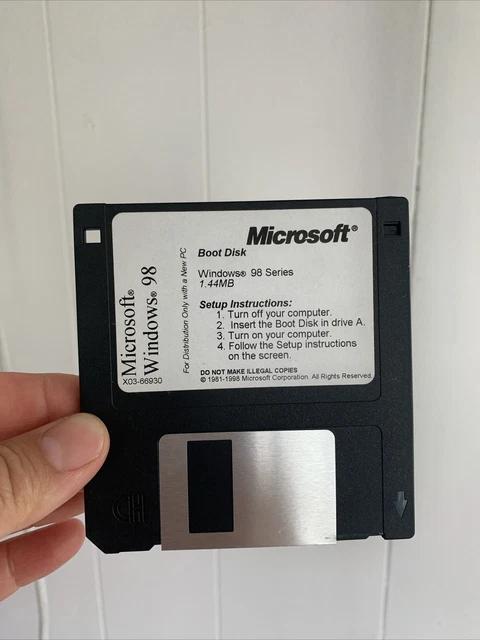 Microsoft®
Windows® 98
X03-66930
For Distribution Only with a New PC
Microsoft®
Boot Disk
Windows® 98 Series
1.44MB
Setup Instructions:
1. Turn off your computer.
2. Insert the Boot Disk in drive A.
3. Turn on your computer.
4. Follow the Setup instructions
on the screen.
DO NOT MAKE ILLEGAL COPIES
© 1981-1998 Microsoft Corporation. All Rights Reserved.